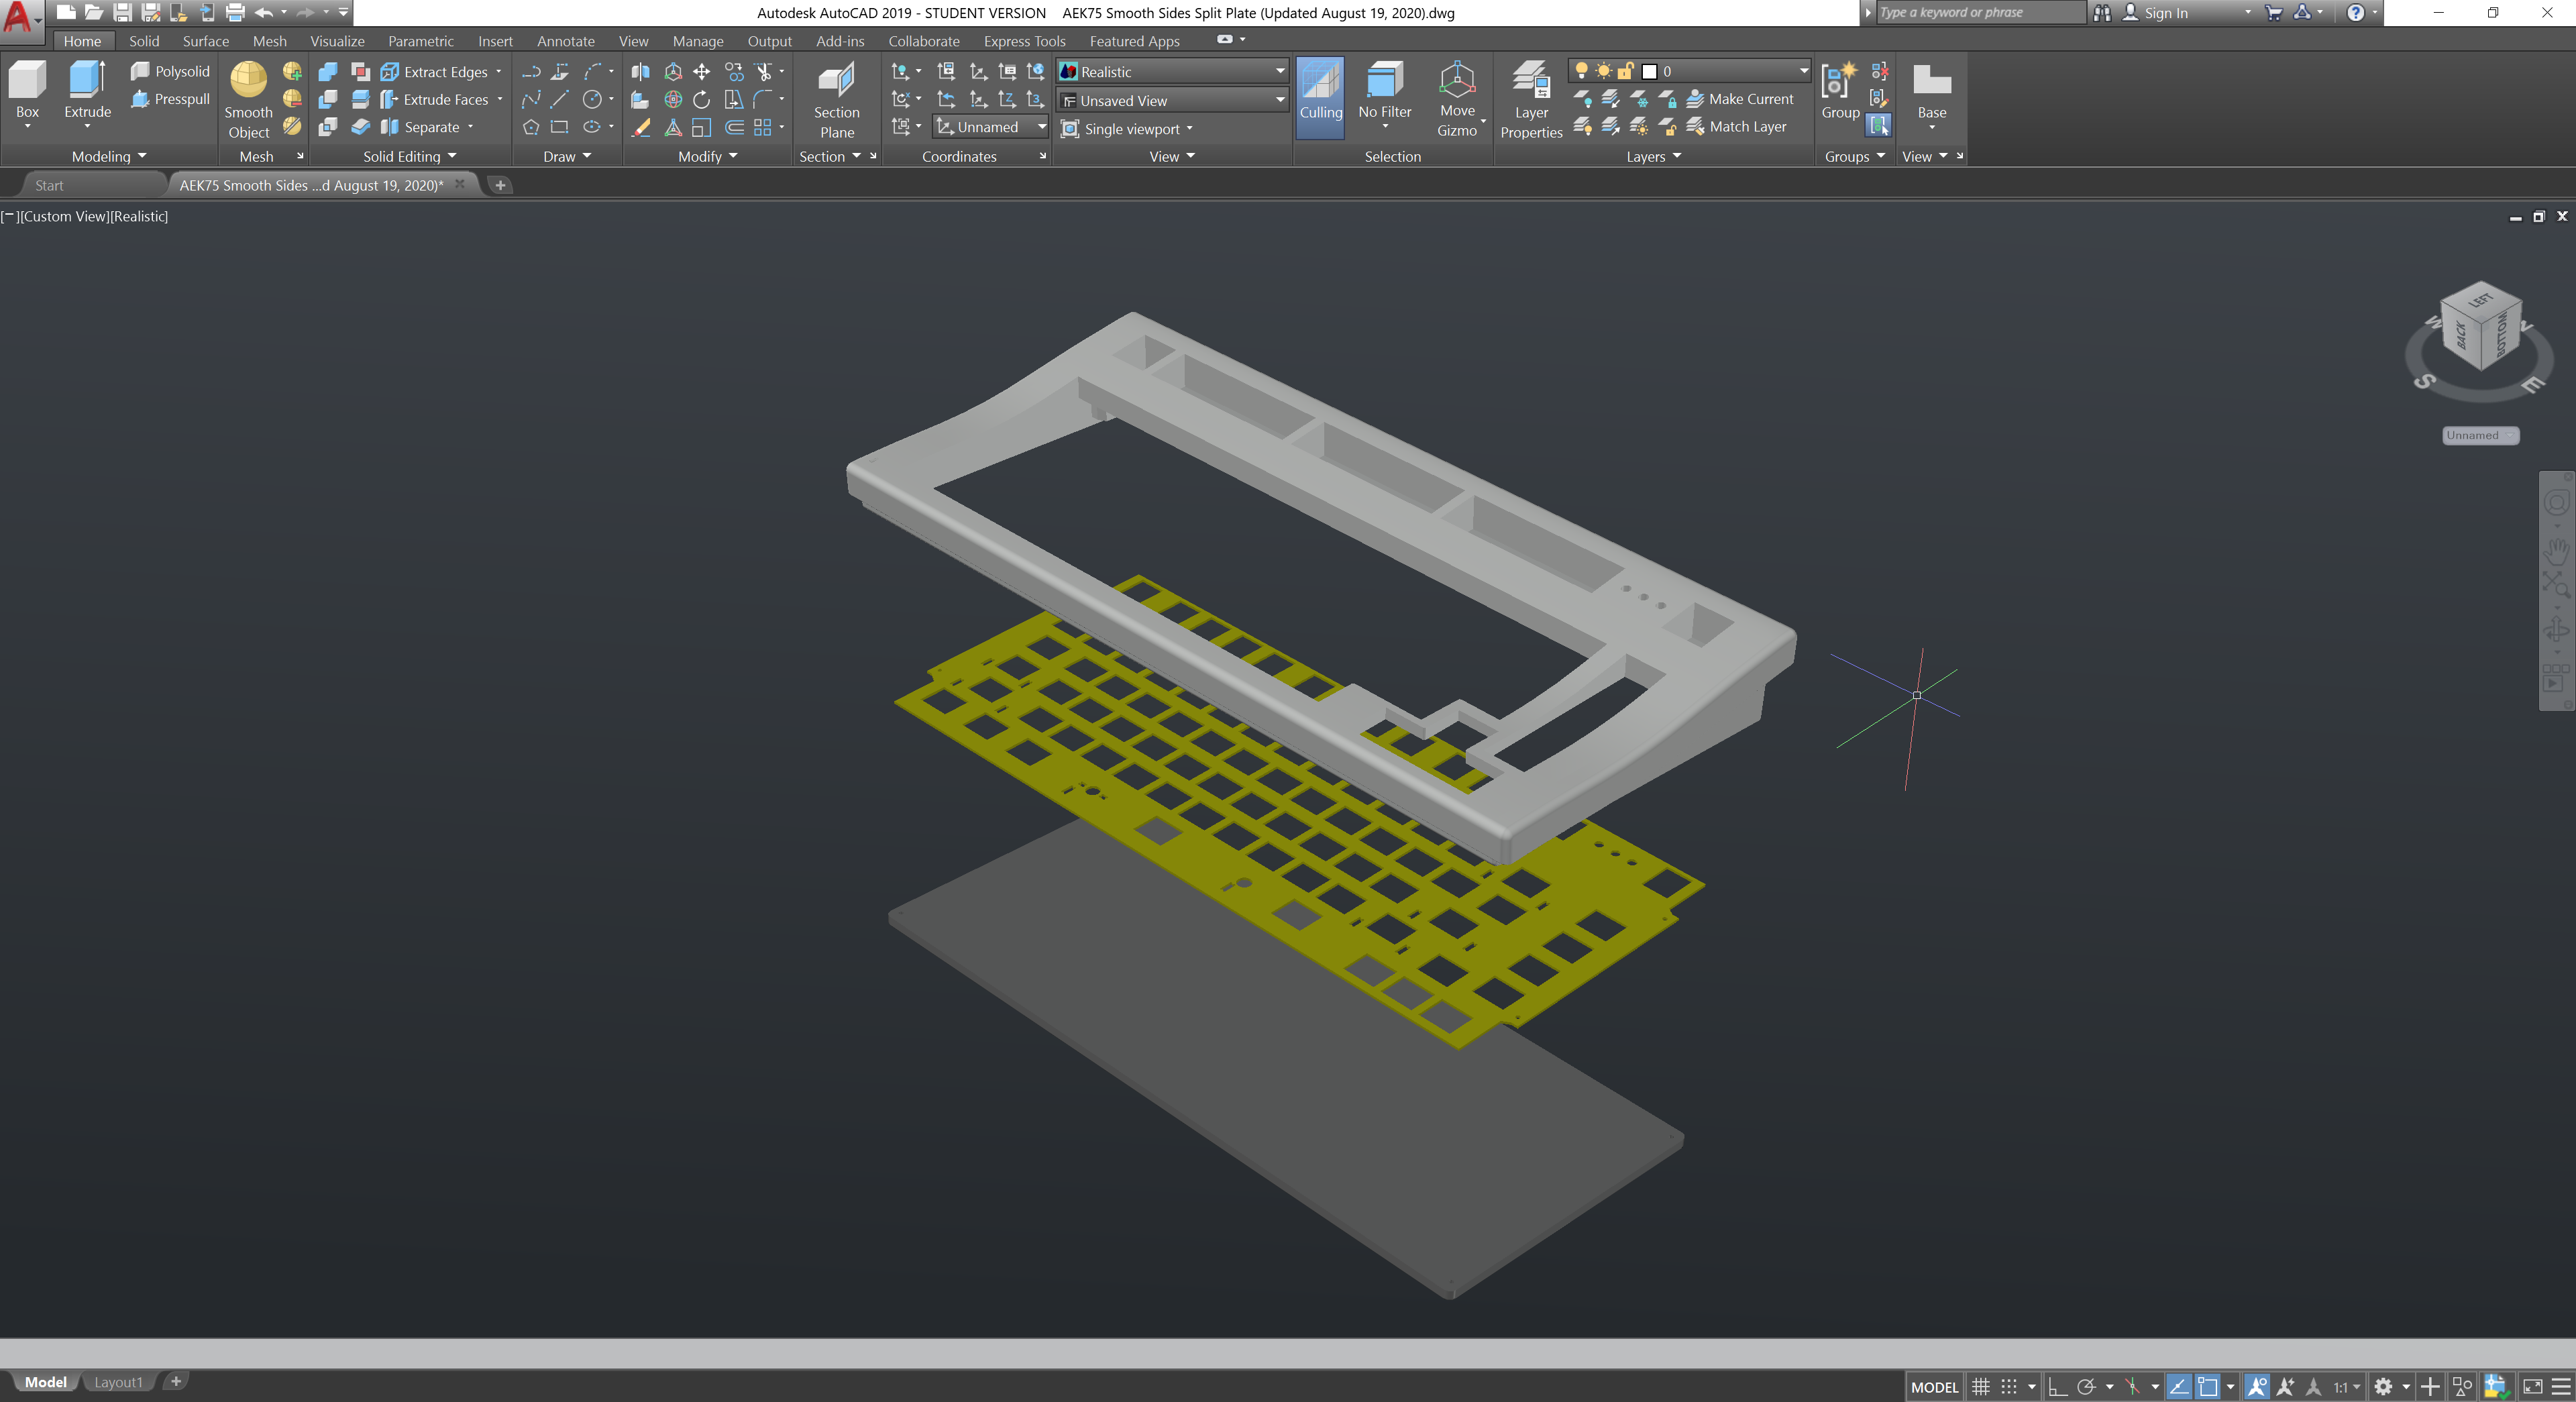 Autodesk AutoCAD 2019 - STUDENT VERSION AEK75 Smooth Sides Split Plate (Updated August 19, 2020).dwg
Type a keyword or phrase
Sign In
Home Solid Surface Mesh Visualize Parametric Insert Annotate View Manage Output Add-ins Collaborate Express Tools Featured Apps
Box
Extrude
Polysolid
Presspull
Modeling
Smooth
Object
Mesh
Extract Edges
Extrude Faces
Separate
Solid Editing
Draw
Modify
Section
Plane
Section
Unnamed
Coordinates
Realistic
Unsaved View
Single viewport
View
Culling
No Filter
Move
Gizmo
Selection
Layer
Properties
0
Make Current
Match Layer
Layers
Group
Groups
Base
View
Start
AEK75 Smooth Sides ...d August 19, 2020)*
[−][Custom View][Realistic]
LEFT
BACK
BOTTOM
W
N
S
E
Unnamed
Model
Layout1
MODEL
1:1